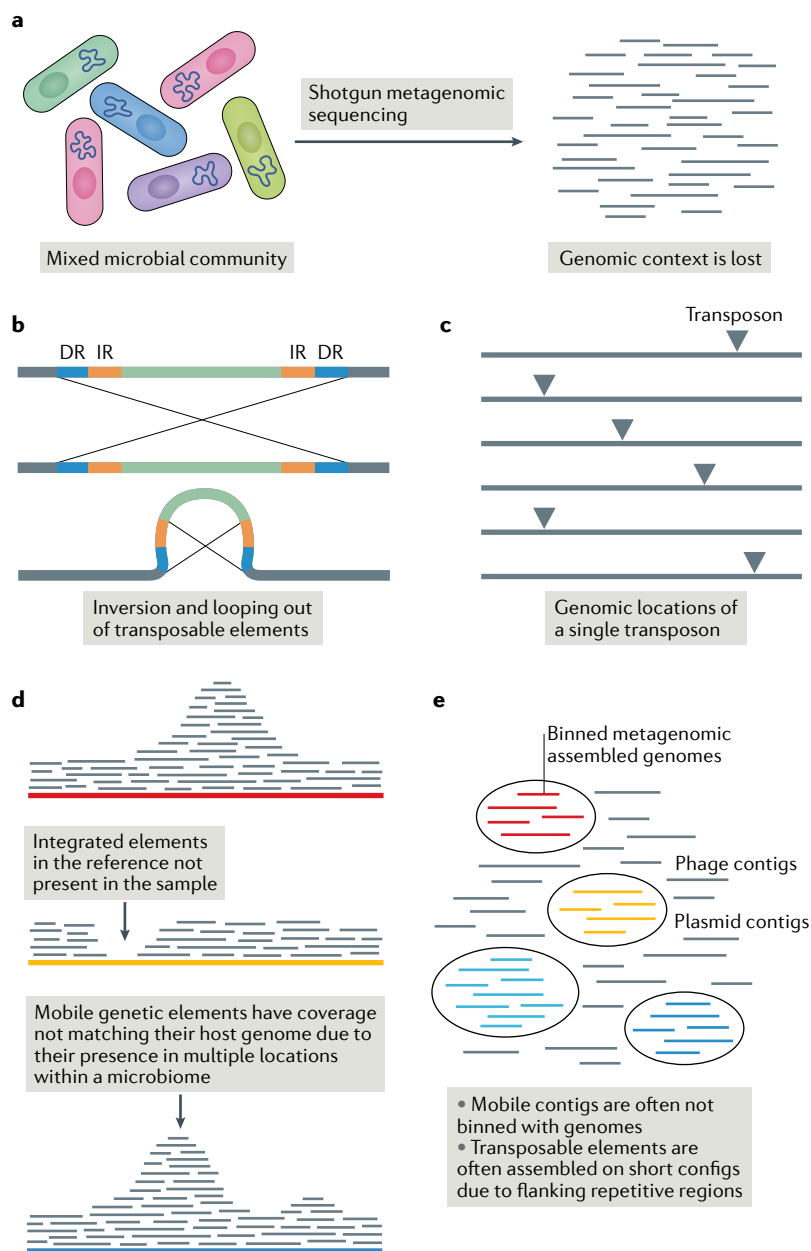 a
Shotgun metagenomic
sequencing
Mixed microbial community
Genomic context is lost
b
DR IR IR DR
Inversion and looping out
of transposable elements
c
Transposon
Genomic locations of
a single transposon
d
Integrated elements
in the reference not
present in the sample
Mobile genetic elements have coverage
not matching their host genome due to
their presence in multiple locations
within a microbiome
e
Binned metagenomic
assembled genomes
Phage contigs
Plasmid contigs
• Mobile contigs are often not
binned with genomes
• Transposable elements are
often assembled on short configs
due to flanking repetitive regions